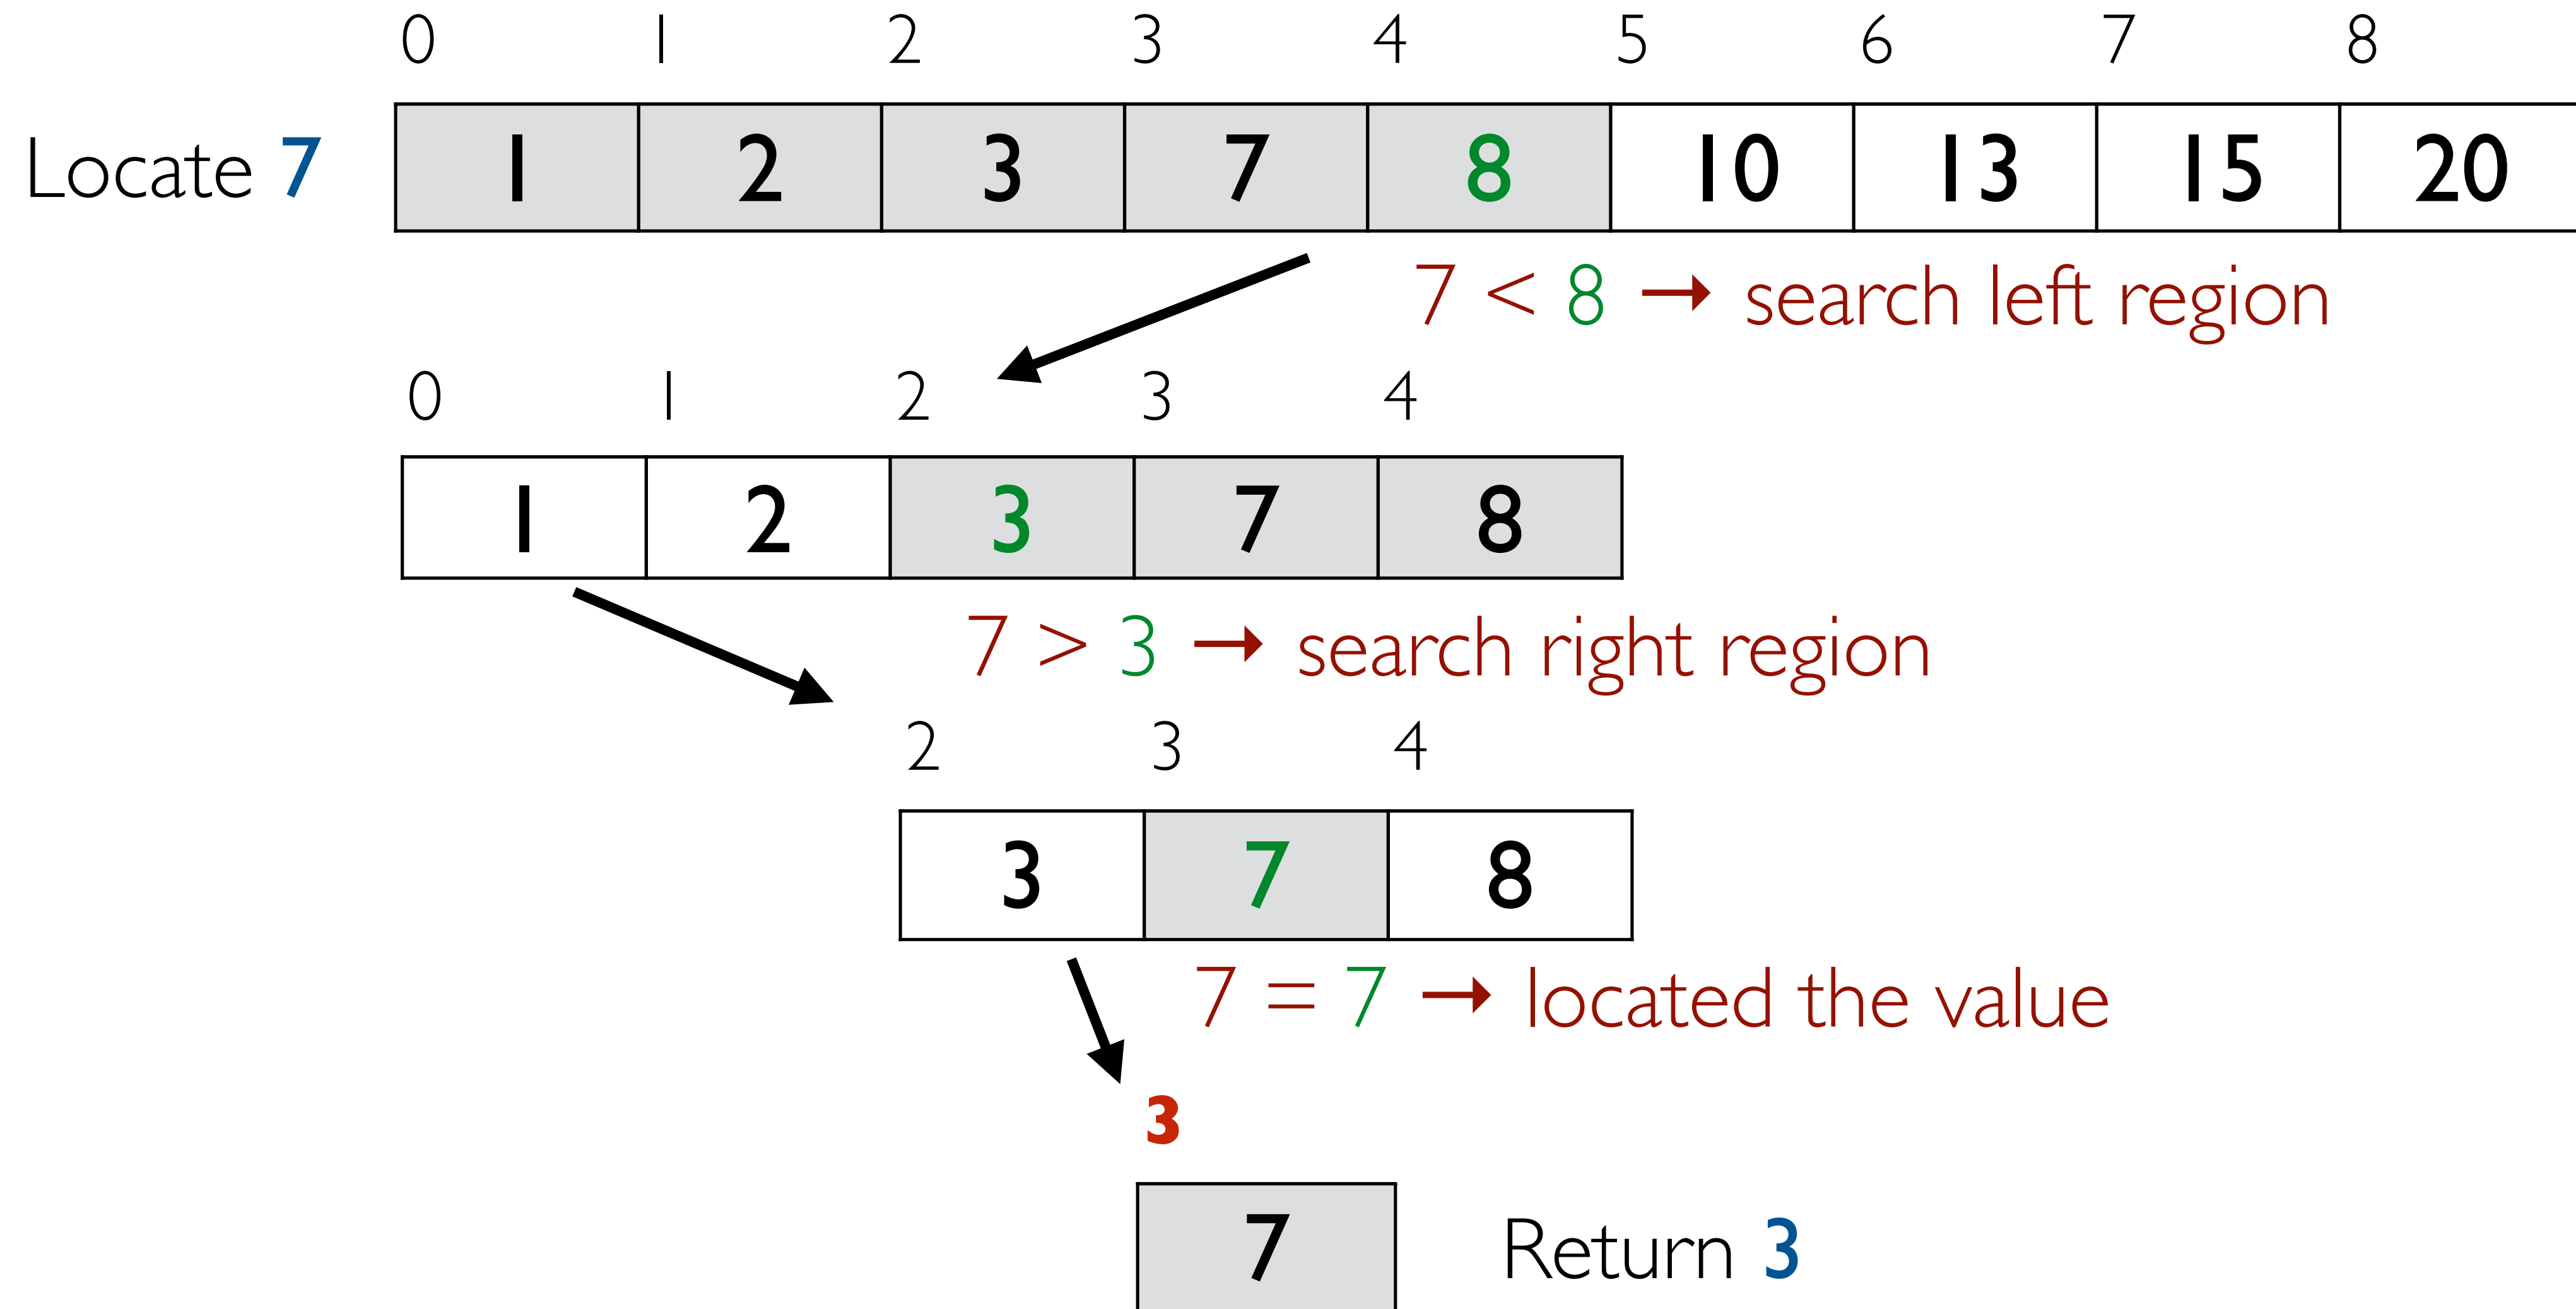 0 1 2 3 4 5 6 7 8
Locate 7 1 2 3 7 8 10 13 15 20
7 < 8 → search left region
0 1 2 3 4
1 2 3 7 8
7 > 3 → search right region
2 3 4
3 7 8
7 = 7 → located the value
3
7 Return 3